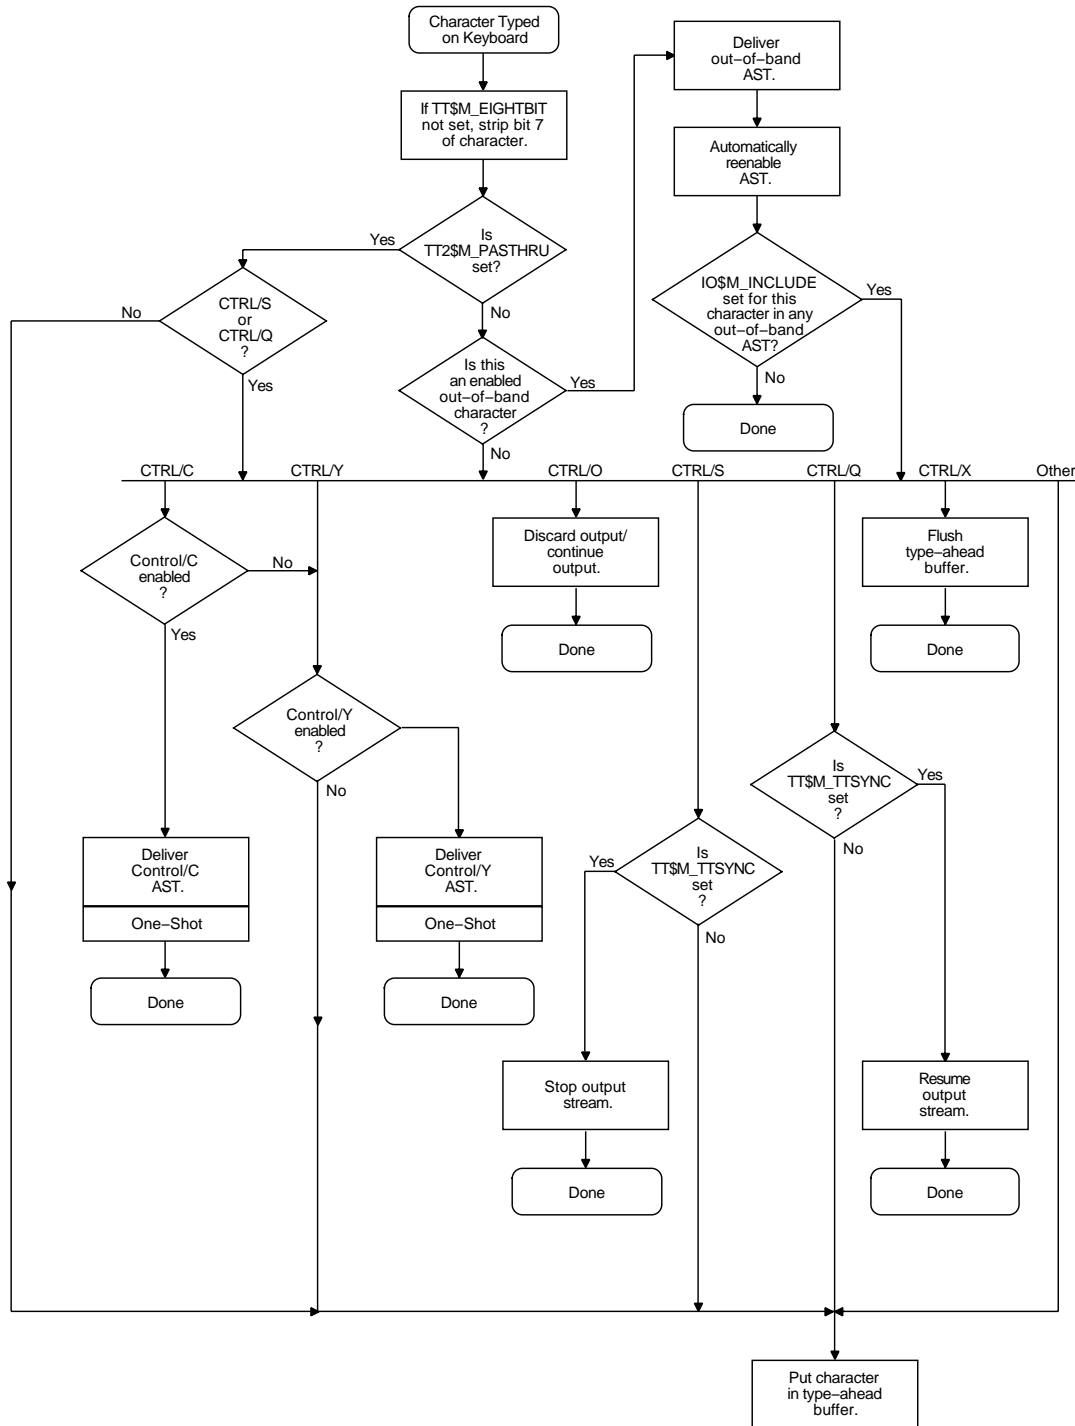 Character Typed
on Keyboard
Deliver
out–of–band
AST.
If TT$M_EIGHTBIT
not set, strip bit 7
of character.
Automatically
reenable
AST.
Is
TT2$M_PASTHRU
set?
Yes
No
IO$M_INCLUDE
set for this
character in any
out–of–band
AST?
Yes
No
CTRL/S
or
CTRL/Q
?
No
Yes
Is this
an enabled
out–of–band
character
?
Yes
No
Done
CTRL/C
CTRL/Y
CTRL/O
CTRL/S
CTRL/Q
CTRL/X
Other
Control/C
enabled
?
No
Yes
Discard output/
continue
output.
Flush
type–ahead
buffer.
Done
Done
Control/Y
enabled
?
No
Is
TT$M_TTSYNC
set
?
Yes
No
Is
TT$M_TTSYNC
set
?
Yes
No
Deliver
Control/C
AST.
One–Shot
Deliver
Control/Y
AST.
One–Shot
Done
Done
Stop output
stream.
Resume
output
stream.
Done
Done
Put character
in type–ahead
buffer.